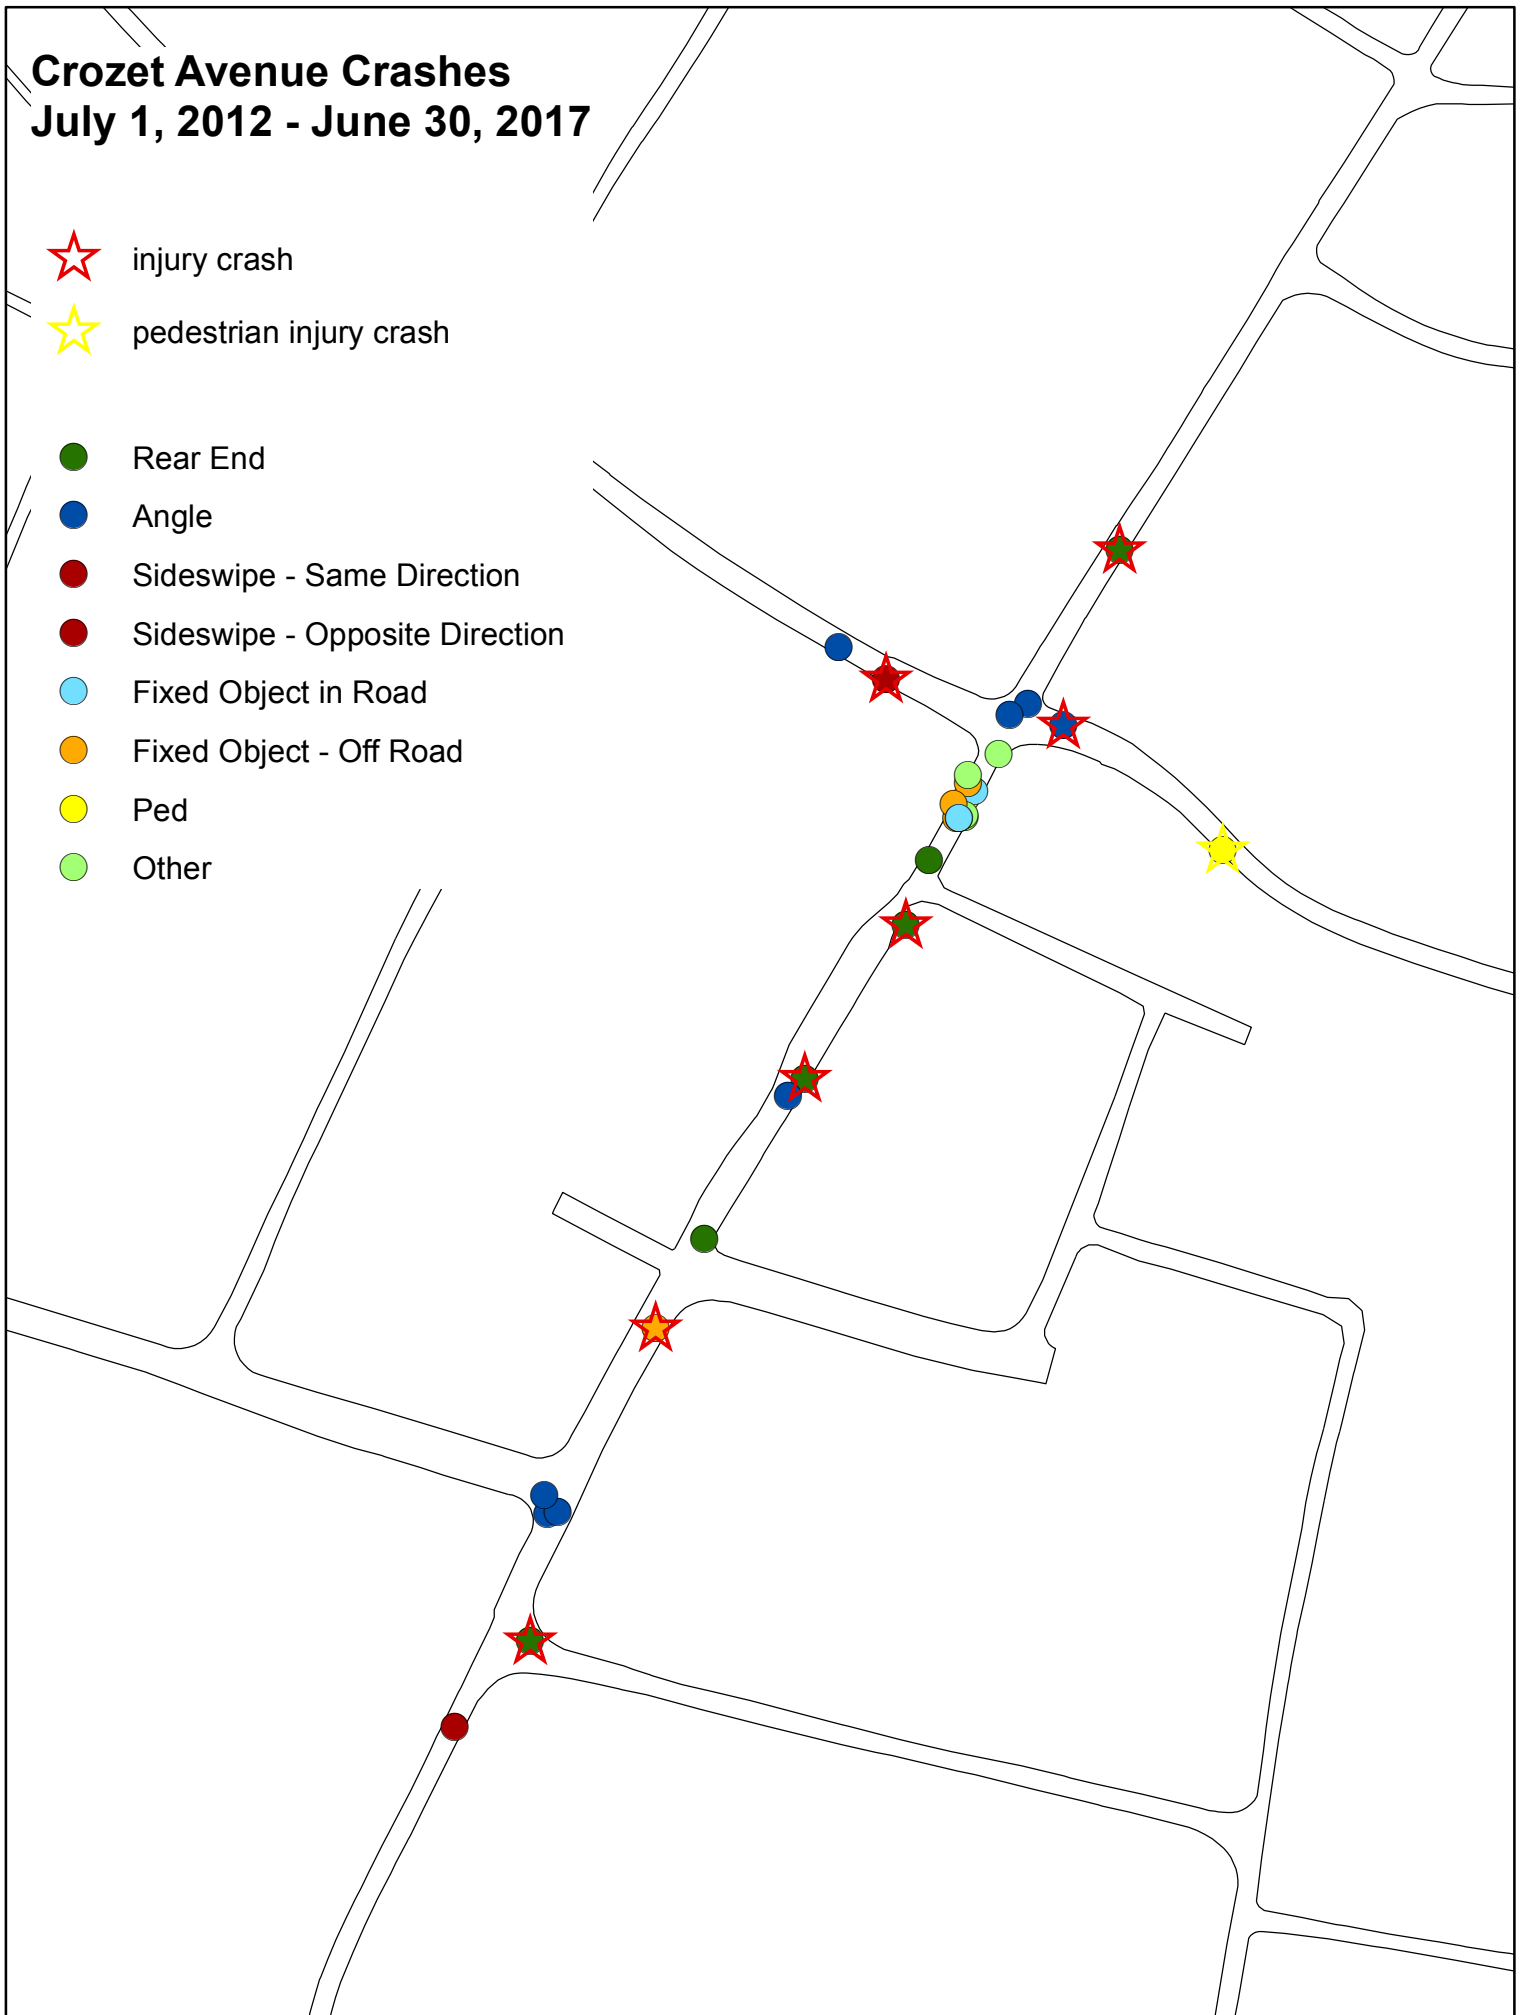 Crozet Avenue Crashes
July 1, 2012 - June 30, 2017
injury crash
pedestrian injury crash
Rear End
Angle
Sideswipe - Same Direction
Sideswipe - Opposite Direction
Fixed Object in Road
Fixed Object - Off Road
Ped
Other